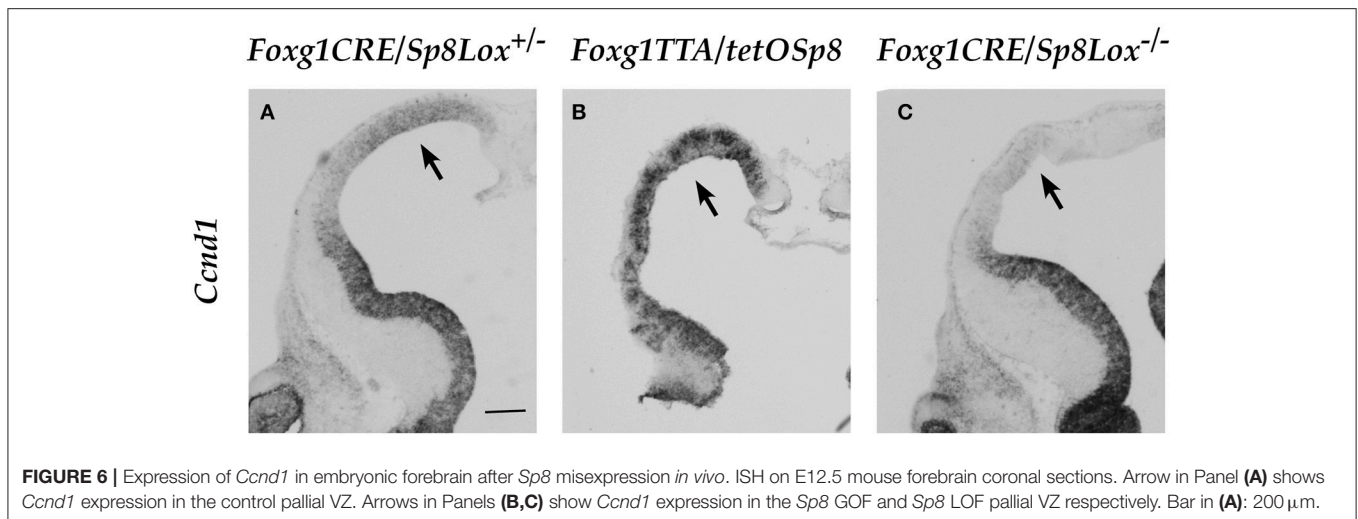 Foxg1CRE/Sp8Lox+/- Foxg1TTA/tetOSp8 Foxg1CRE/Sp8Lox-/-
A B C
Ccnd1
FIGURE 6 | Expression of Ccnd1 in embryonic forebrain after Sp8 misexpression in vivo. ISH on E12.5 mouse forebrain coronal sections. Arrow in Panel (A) shows
Ccnd1 expression in the control pallial VZ. Arrows in Panels (B,C) show Ccnd1 expression in the Sp8 GOF and Sp8 LOF pallial VZ respectively. Bar in (A): 200 μm.